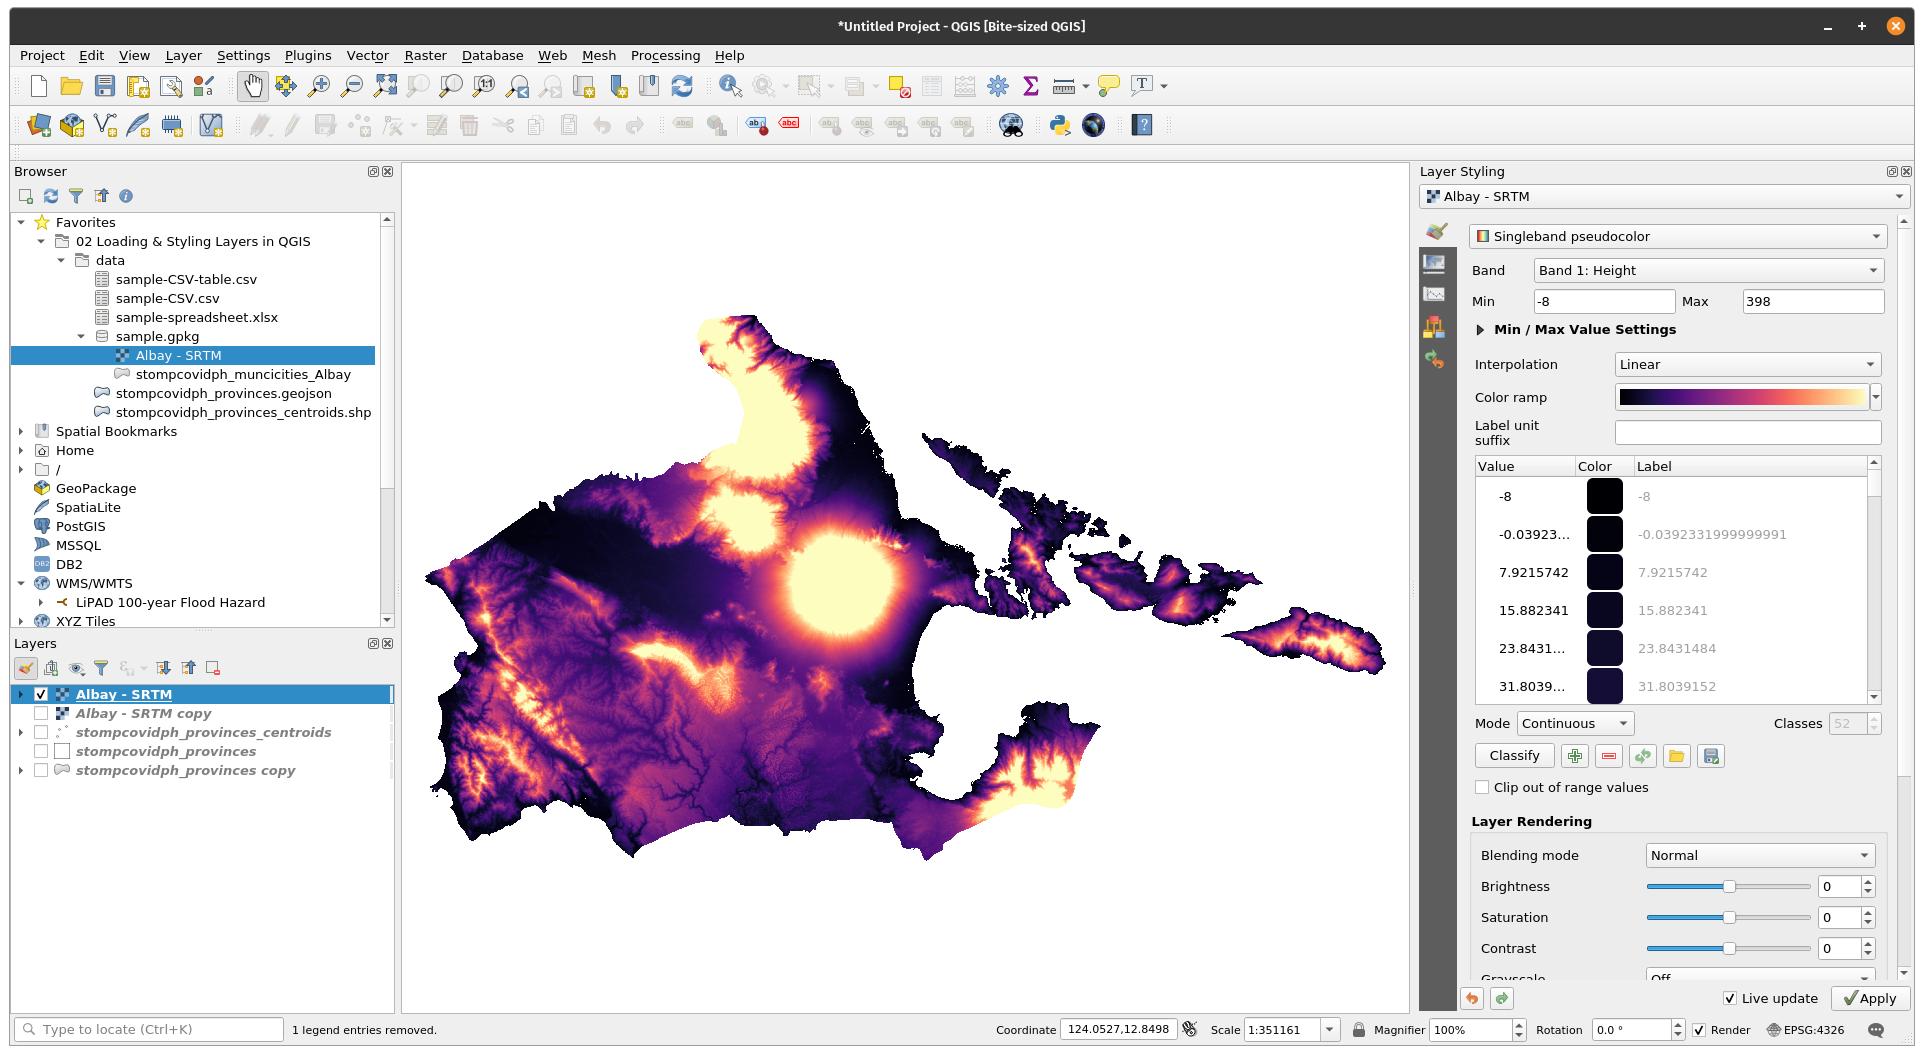 *Untitled Project - QGIS [Bite-sized QGIS]
Project Edit View Layer Settings Plugins Vector Raster Database Web Mesh Processing Help
Browser
Favorites
02 Loading & Styling Layers in QGIS
data
sample-CSV-table.csv
sample-CSV.csv
sample-spreadsheet.xlsx
sample.gpkg
Albay - SRTM
stompcovidph_muncicities_Albay
stompcovidph_provinces.geojson
stompcovidph_provinces_centroids.shp
Spatial Bookmarks
Home
/
GeoPackage
SpatiaLite
PostGIS
MSSQL
DB2
WMS/WMTS
LiPAD 100-year Flood Hazard
XYZ Tiles
Layers
Albay - SRTM
Albay - SRTM copy
stompcovidph_provinces_centroids
stompcovidph_provinces
stompcovidph_provinces copy
Layer Styling
Albay - SRTM
Singleband pseudocolor
Band Band 1: Height
Min -8 Max 398
Min / Max Value Settings
Interpolation Linear
Color ramp
Label unit
suffix
Value Color Label
-8 -8
-0.03923... -0.0392331999999991
7.9215742 7.9215742
15.882341 15.882341
23.8431... 23.8431484
31.8039... 31.8039152
Mode Continuous Classes 52
Classify
Clip out of range values
Layer Rendering
Blending mode Normal
Brightness 0
Saturation 0
Contrast 0
Grayscale Off
Live update Apply
Type to locate (Ctrl+K) 1 legend entries removed. Coordinate 124.0527,12.8498 Scale 1:351161 Magnifier 100% Rotation 0.0 ° Render EPSG:4326